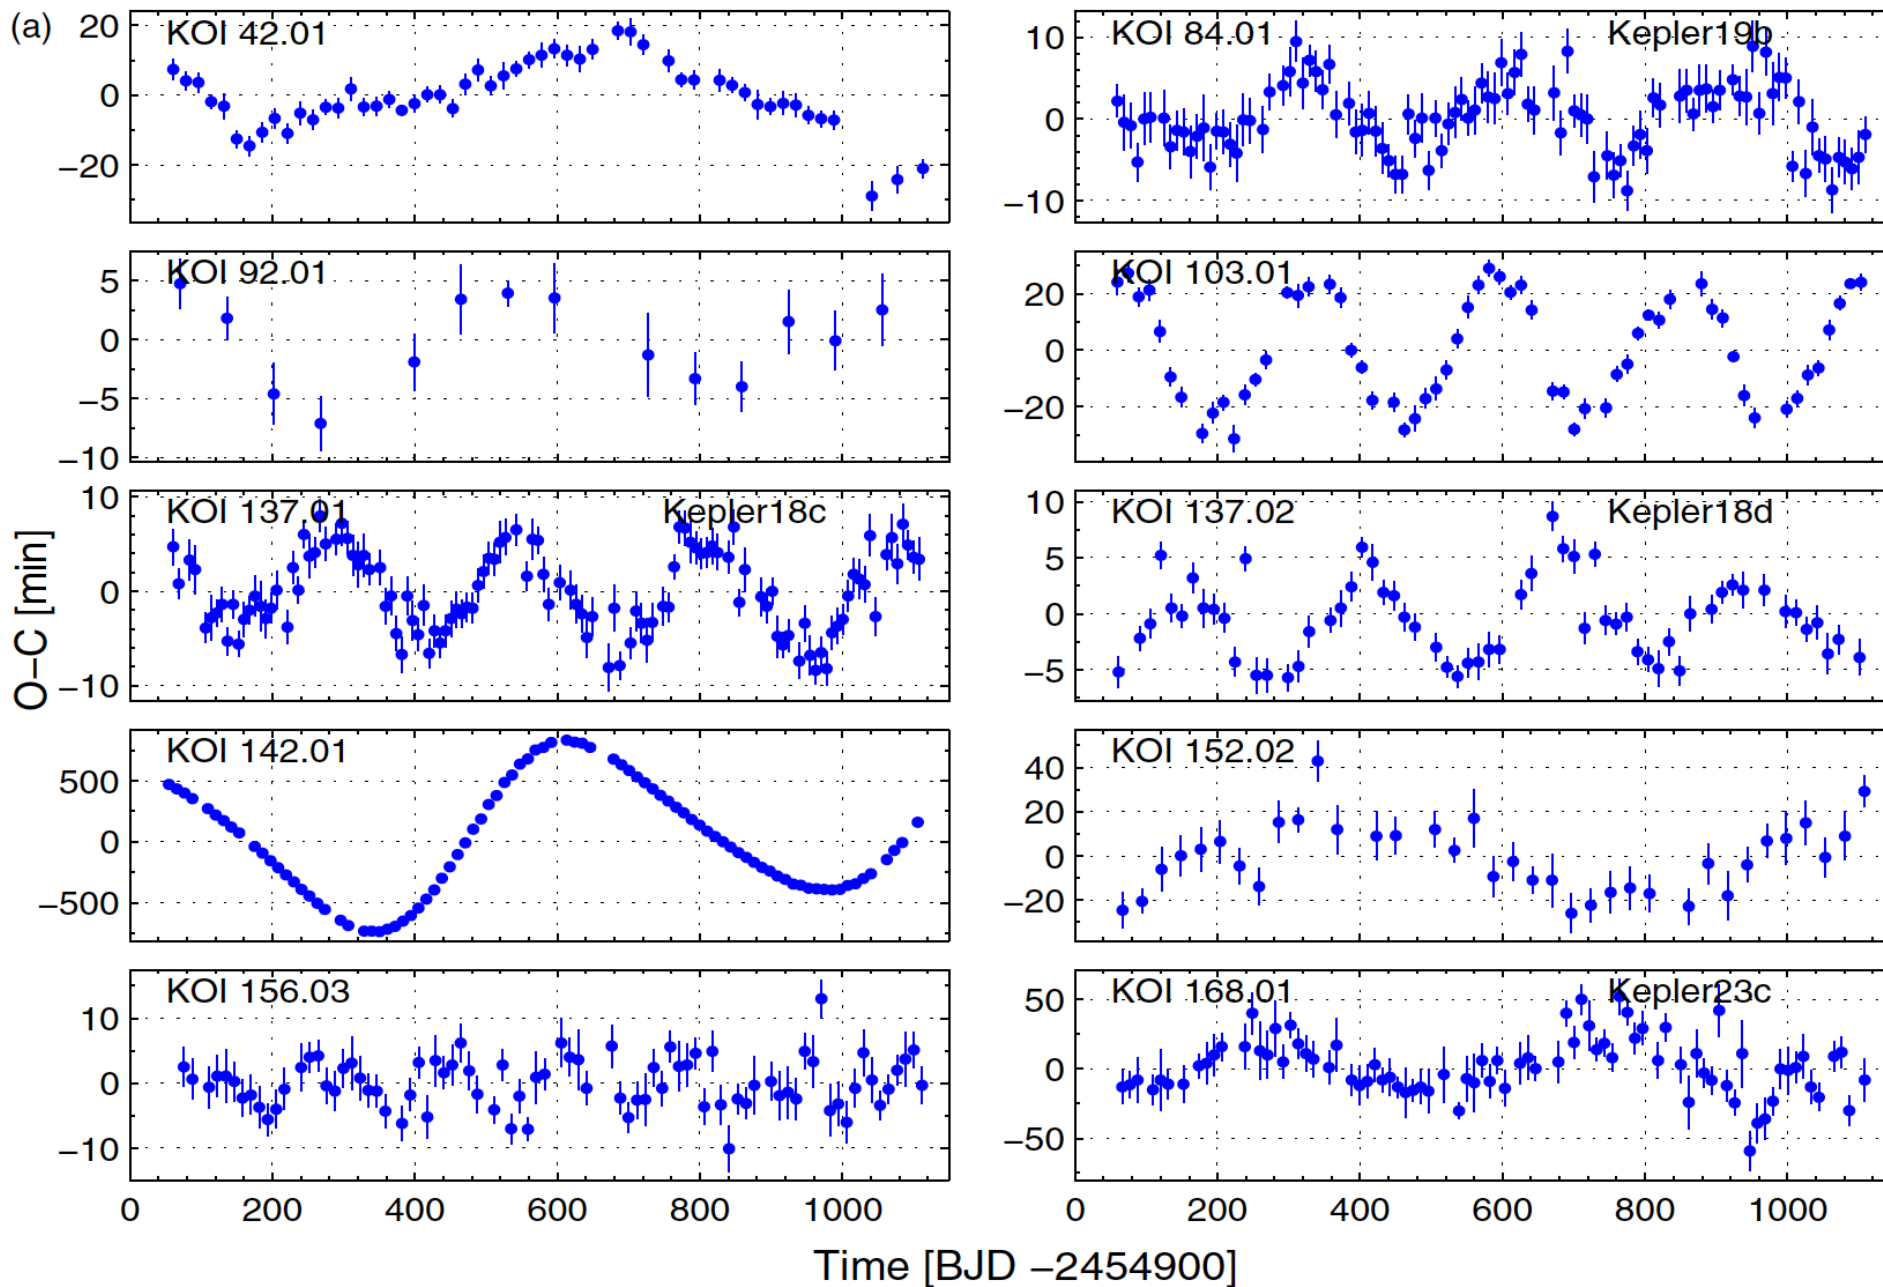 (a)
KOI 42.01
20
0
−20
KOI 84.01 Kepler19b
10
0
−10
KOI 92.01
5
0
−5
−10
KOI 103.01
20
0
−20
KOI 137.01 Kepler18c
10
0
−10
KOI 137.02 Kepler18d
10
5
0
−5
KOI 142.01
500
0
−500
KOI 152.02
40
20
0
−20
KOI 156.03
10
0
−10
KOI 168.01 Kepler23c
50
0
−50
O−C [min]
0 200 400 600 800 1000
0 200 400 600 800 1000
Time [BJD −2454900]